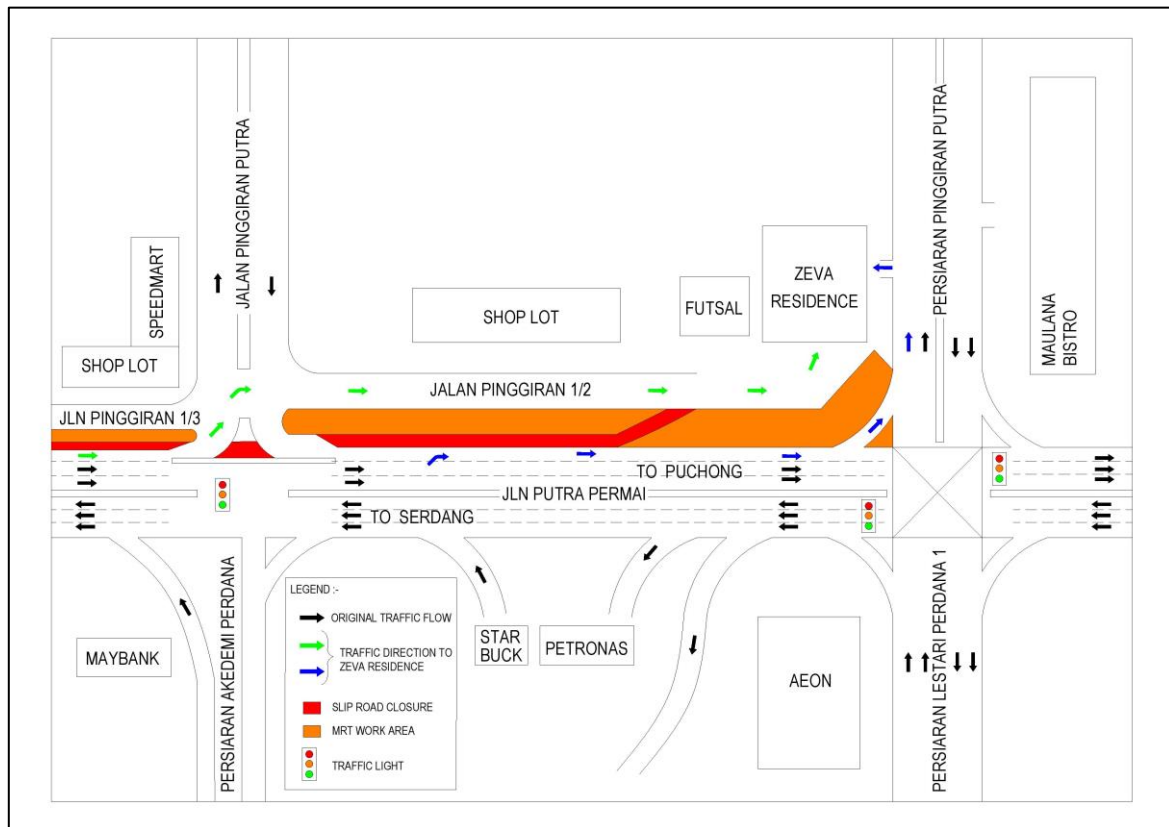 JALAN PINGGIRAN PUTRA
PERSIARAN PINGGIRAN PUTRA
SPEEDMART
SHOP LOT
SHOP LOT
FUTSAL
ZEVA
RESIDENCE
MAULANA
BISTRO
JLN PINGGIRAN 1/3
JALAN PINGGIRAN 1/2
TO PUCHONG
JLN PUTRA PERMAI
TO SERDANG
PERSIARAN AKEDEMI PERDANA
MAYBANK
LEGEND :-
ORIGINAL TRAFFIC FLOW
TRAFFIC DIRECTION TO
ZEVA RESIDENCE
SLIP ROAD CLOSURE
MRT WORK AREA
TRAFFIC LIGHT
STAR
BUCK
PETRONAS
AEON
PERSIARAN LESTARI PERDANA 1